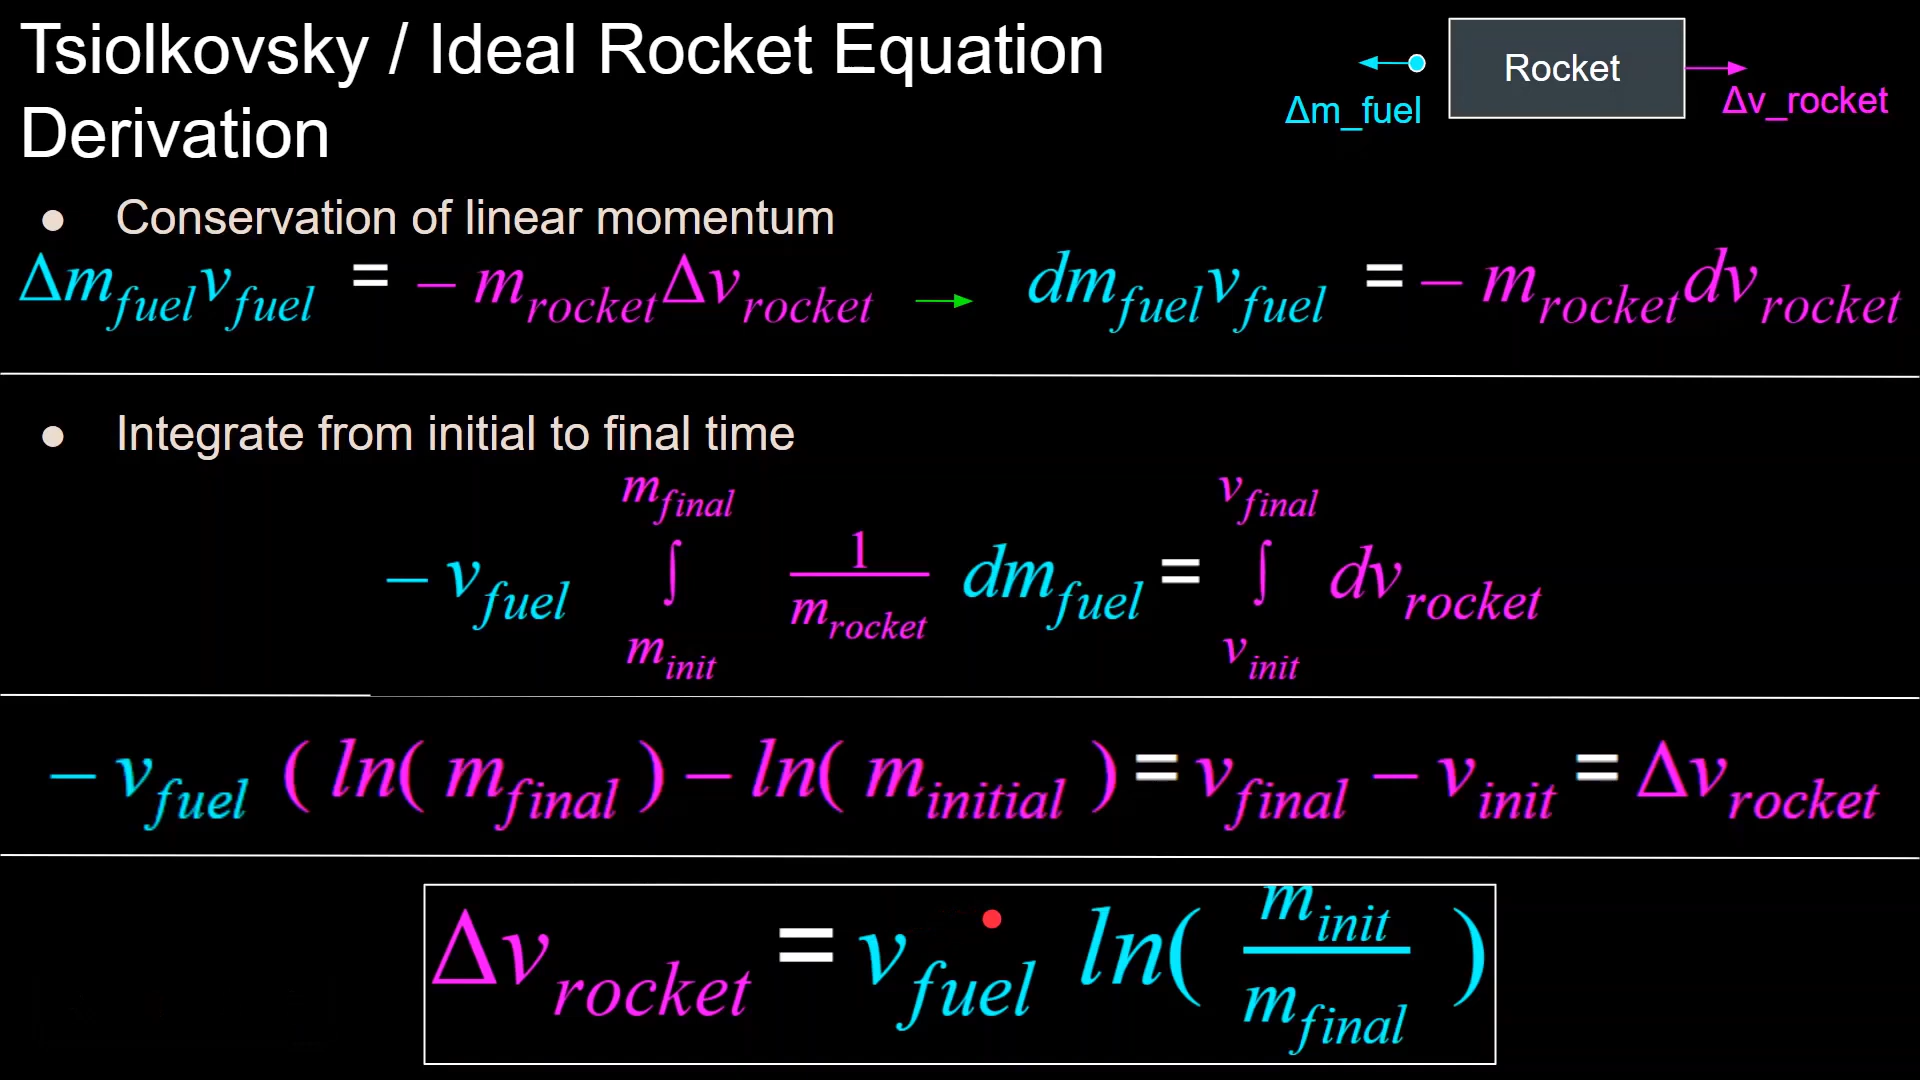 Tsiolkovsky / Ideal Rocket Equation
Derivation
Rocket
Δm_fuel
Δv_rocket
● Conservation of linear momentum
Δm_fuel v_fuel = – m_rocket Δv_rocket → dm_fuel v_fuel = – m_rocket dv_rocket
● Integrate from initial to final time
– v_fuel ∫_{m_init}^{m_final} 1/m_rocket dm_fuel = ∫_{v_init}^{v_final} dv_rocket
– v_fuel ( ln( m_final ) – ln( m_initial ) = v_final – v_init = Δv_rocket
Δv_rocket = v_fuel ln( m_init / m_final )